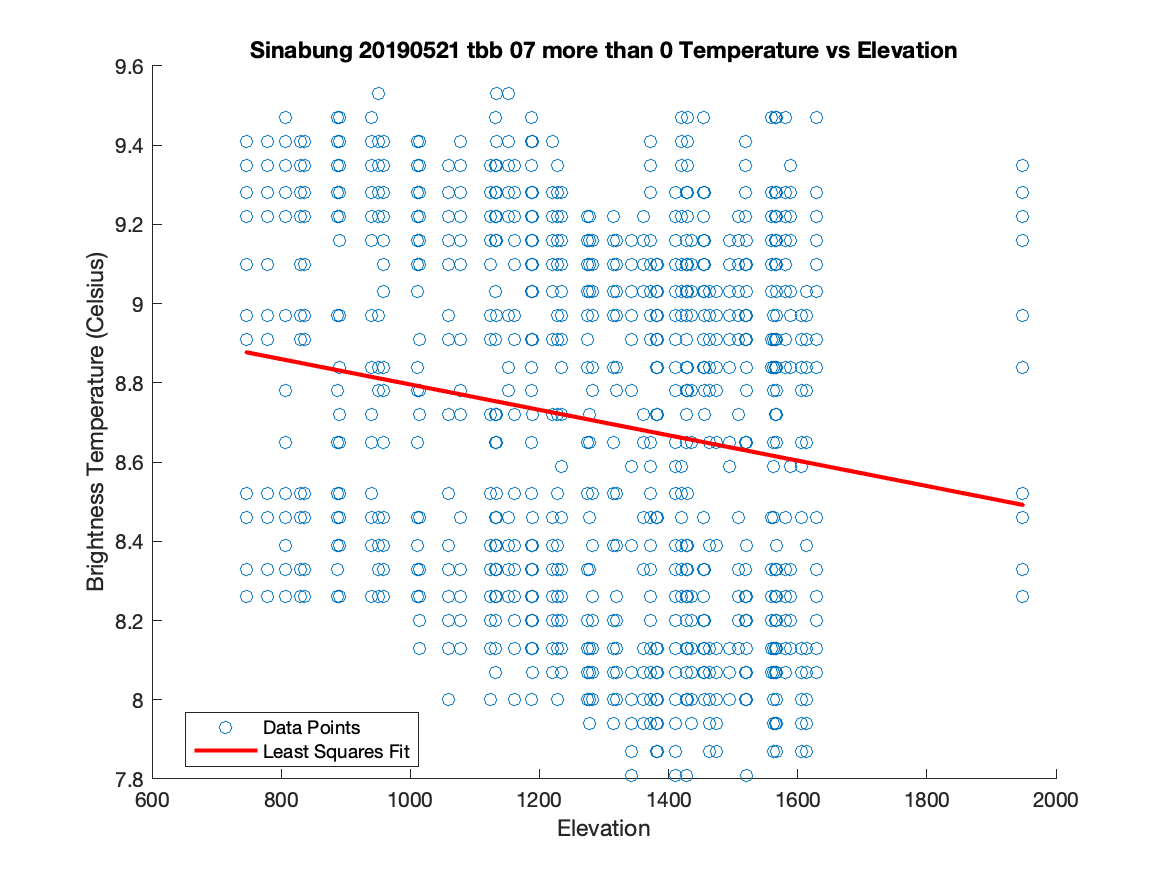 Sinabung 20190521 tbb 07 more than 0 Temperature vs Elevation
9.6
9.4
9.2
9
8.8
8.6
8.4
8.2
8
7.8
Brightness Temperature (Celsius)
Data Points
Least Squares Fit
600 800 1000 1200 1400 1600 1800 2000
Elevation